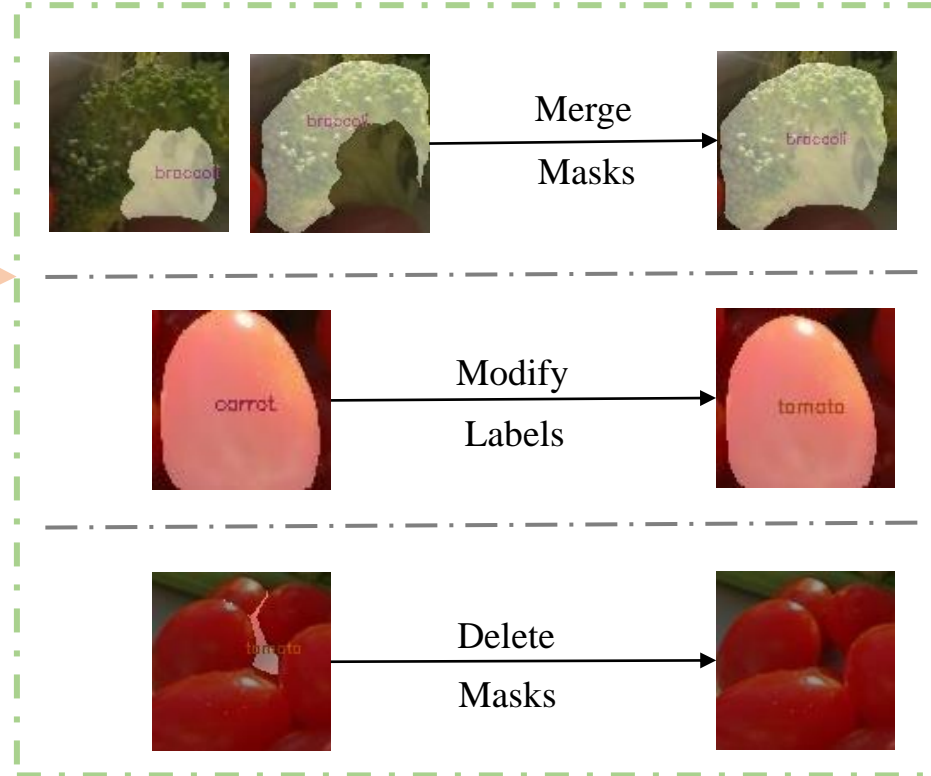 broccoli
broccoli
Merge
Masks
broccoli
carrot
Modify
Labels
tomato
tomato
Delete
Masks